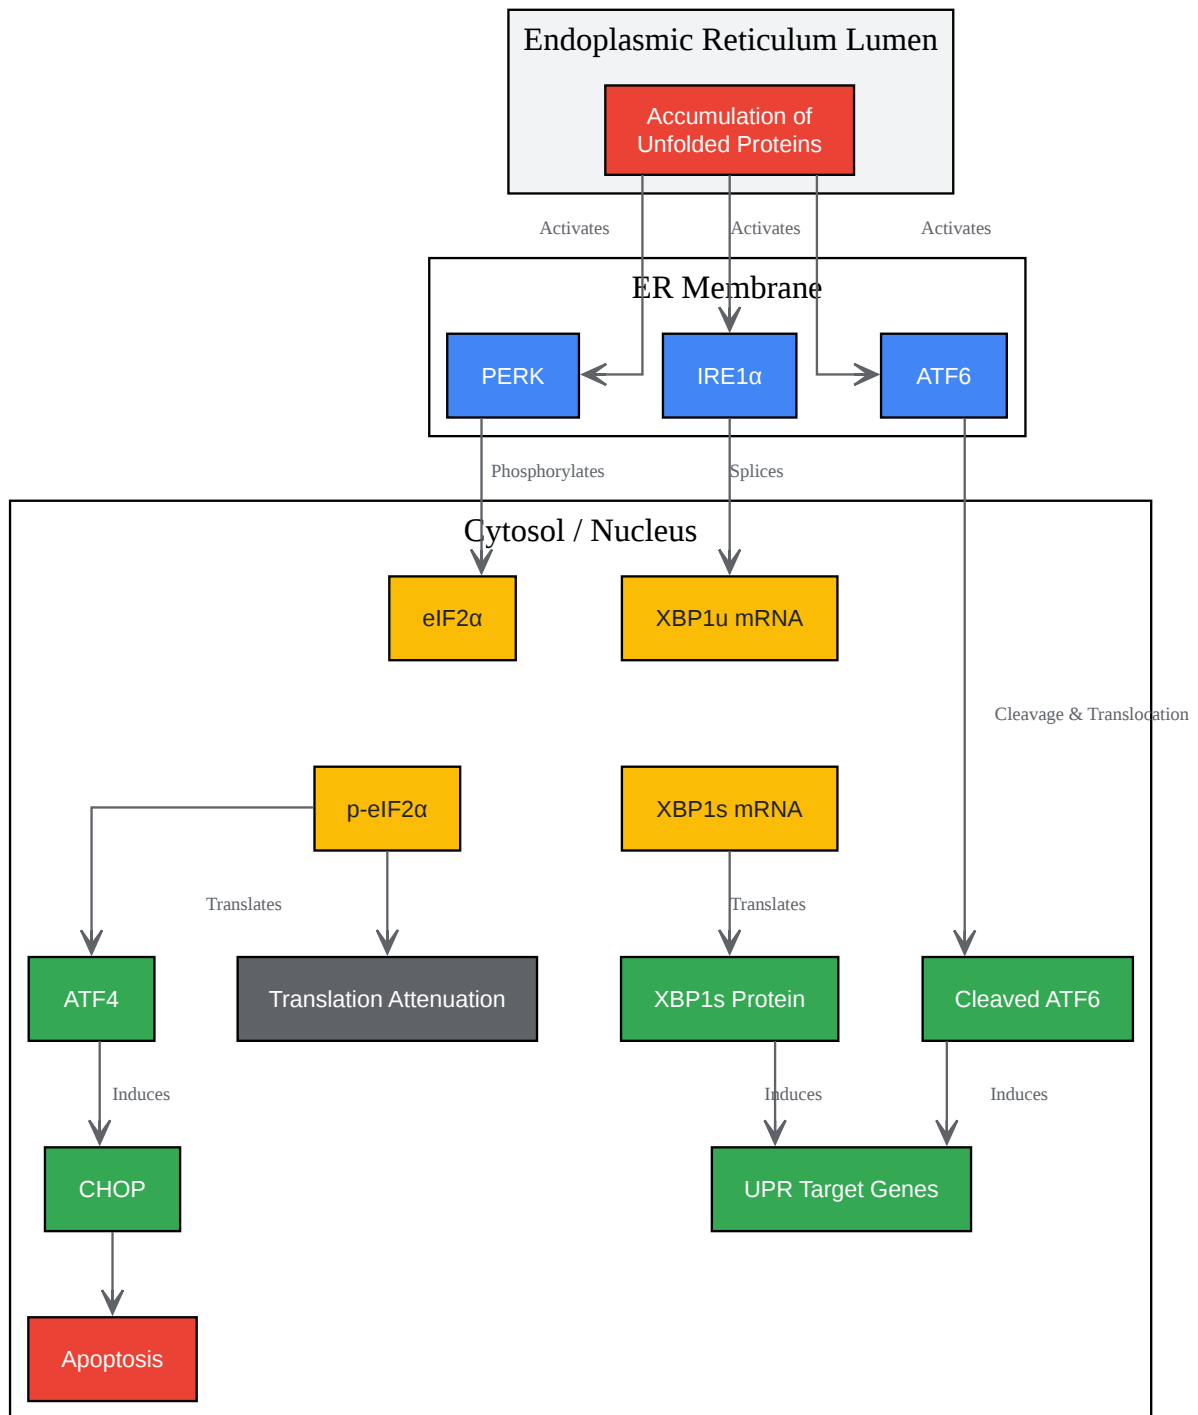 Endoplasmic Reticulum Lumen
Accumulation of
Unfolded Proteins
Activates
Activates
Activates
ER Membrane
PERK
IRE1α
ATF6
Phosphorylates
Splices
Cytosol / Nucleus
eIF2α
XBP1u mRNA
Cleavage & Translocation
p-eIF2α
XBP1s mRNA
Translates
Translates
ATF4
Translation Attenuation
XBP1s Protein
Cleaved ATF6
Induces
Induces
Induces
CHOP
UPR Target Genes
Apoptosis